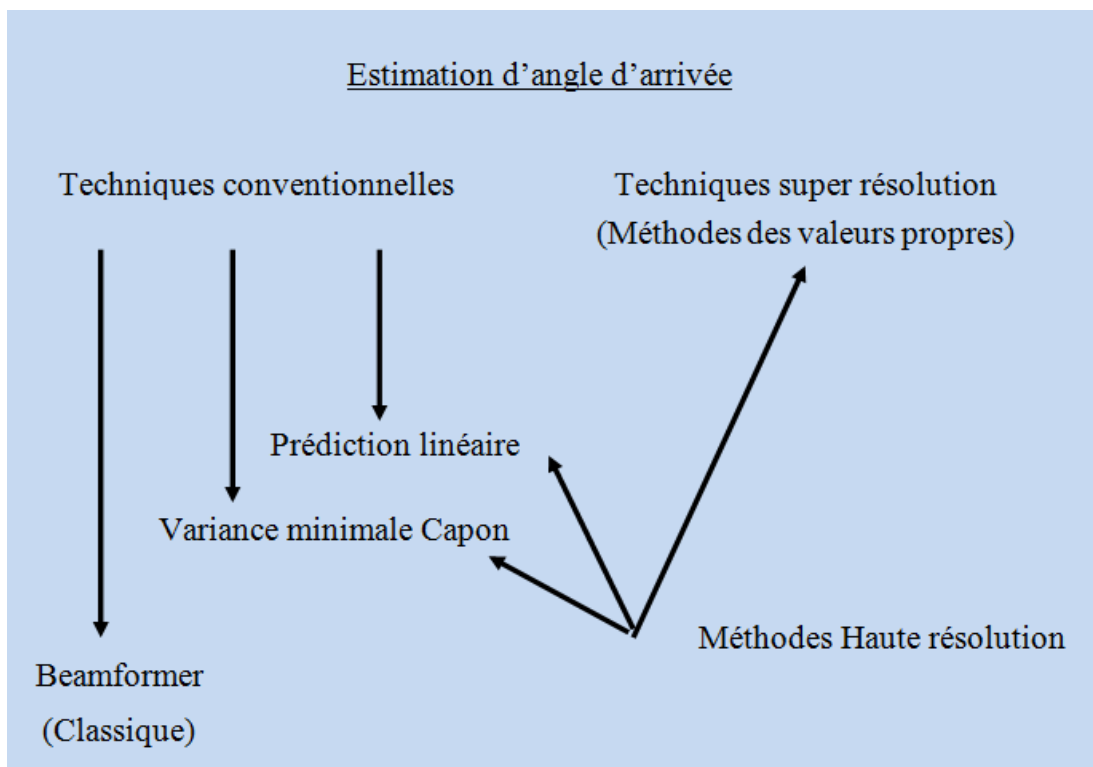 Estimation d’angle d’arrivée
Techniques conventionnelles
Techniques super résolution
(Méthodes des valeurs propres)
Prédiction linéaire
Variance minimale Capon
Méthodes Haute résolution
Beamformer
(Classique)